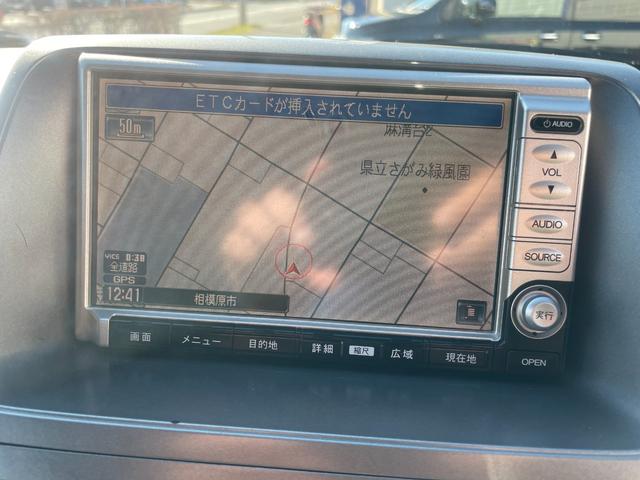 ETCカードが挿入されていません
50m
麻溝台2
県立さがみ緑風園
VICS 0:38
全道路
GPS
12:41
相模原市
AUDIO
VOL
AUDIO
SOURCE
実行
OPEN
画面
メニュー
目的地
詳細
縮尺
広域
現在地